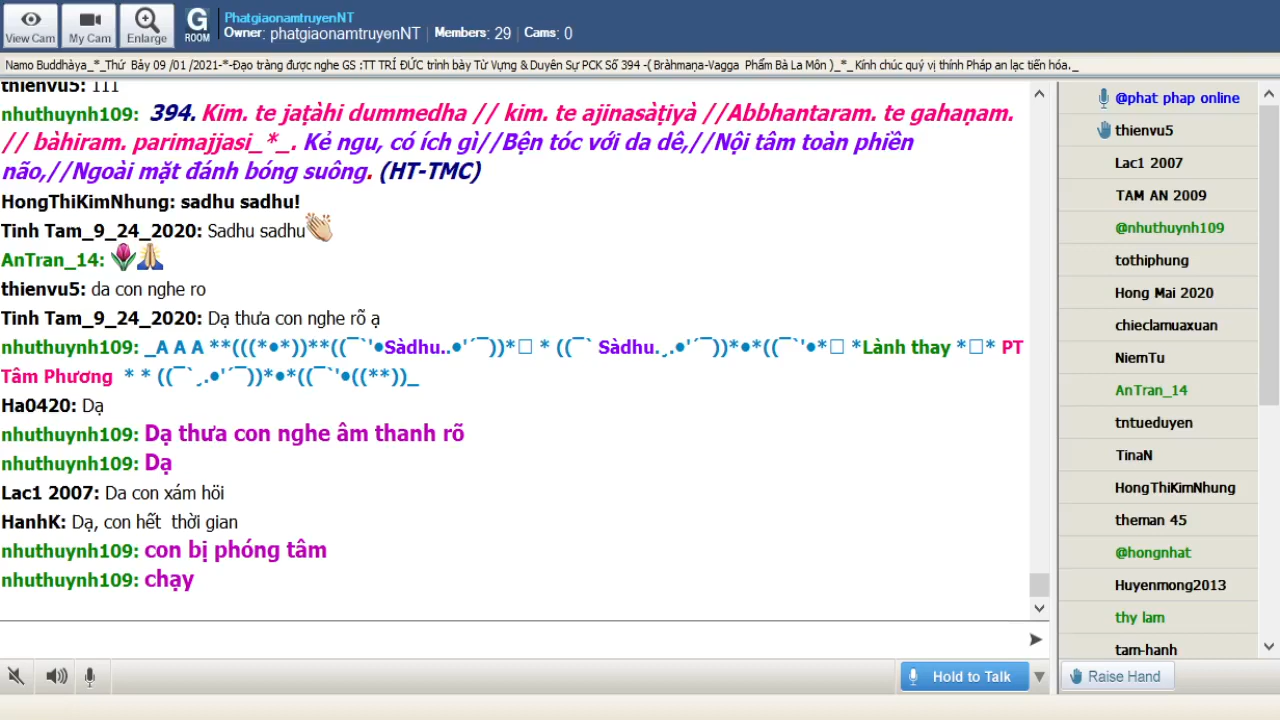 View Cam
My Cam
Enlarge
G
ROOM
PhatgiaonamtruyenNT
Owner: phatgiaonamtruyenNT | Members: 29 | Cams: 0
Namo Buddhàya_*_Thứ Bảy 09 /01 /2021-*-Đạo tràng được nghe GS :TT TRÍ ĐỨC trình bày Từ Vựng & Duyên Sự PCK Số 394 -( Bràhmaṇa-Vagga Phẩm Bà La Môn )_*_ Kính chúc quý vị thính Pháp an lạc tiến hóa._
thienvu5: 111
nhuthuynh109: 394. Kim. te jaṭàhi dummedha // kim. te ajinasàṭiyà //Abbhantaram. te gahaṇam.
// bàhiram. parimajjasi_*_. Kẻ ngu, có ích gì//Bện tóc với da dê,//Nội tâm toàn phiền
não,//Ngoài mặt đánh bóng suông. (HT-TMC)
HongThiKimNhung: sadhu sadhu!
Tinh Tam_9_24_2020: Sadhu sadhu
AnTran_14:
thienvu5: da con nghe ro
Tinh Tam_9_24_2020: Dạ thưa con nghe rõ ạ
nhuthuynh109: _A A A **(((*•*))**((¯`'•Sàdhu..•'´¯))*□ * ((¯` Sàdhu.¸.•'´¯))*•*((¯`'•*□ *Lành thay *□* PT
Tâm Phương * * ((¯`¸.•'´¯))*•*((¯`'•((**))_
Ha0420: Dạ
nhuthuynh109: Dạ thưa con nghe âm thanh rõ
nhuthuynh109: Dạ
Lac1 2007: Da con xám höi
HanhK: Dạ, con hết thời gian
nhuthuynh109: con bị phóng tâm
nhuthuynh109: chạy
Hold to Talk
@phat phap online
thienvu5
Lac1 2007
TAM AN 2009
@nhuthuynh109
tothiphung
Hong Mai 2020
chieclamuaxuan
NiemTu
AnTran_14
tntueduyen
TinaN
HongThiKimNhung
theman 45
@hongnhat
Huyenmong2013
thy lam
tam-hanh
Raise Hand